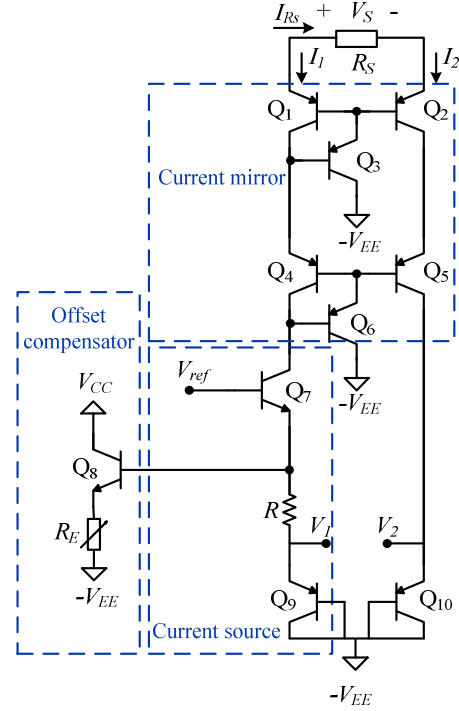 I_Rs + V_S -
I_1 R_S I_2
Q_1 Q_2
Q_3
Current mirror
-V_EE
Q_4 Q_5
Q_6
Offset
compensator
-V_EE
V_CC V_ref
Q_7
Q_8
R
R_E V_1 V_2
-V_EE
Q_9 Q_10
Current source
-V_EE